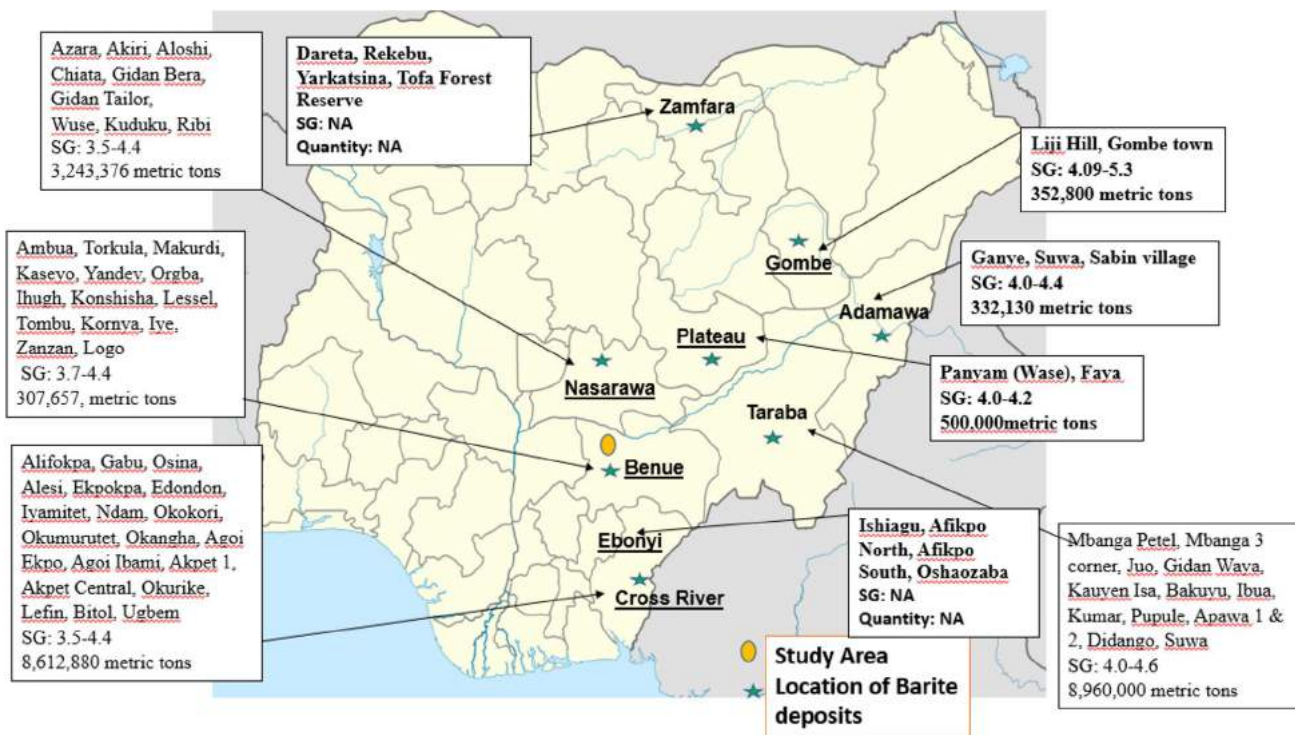 Azara, Akiri, Aloshi,
Chiata, Gidan Bera,
Gidan Tailor,
Wuse, Kuduku, Ribi
SG: 3.5-4.4
3,243,376 metric tons
Dareta, Rekebu,
Yarkatsina, Tofa Forest
Reserve
SG: NA
Quantity: NA
Zamfara
Liji Hill, Gombe town
SG: 4.09-5.3
352,800 metric tons
Gombe
Ambua, Torkula, Makurdi,
Kaseyo, Yandev, Orgba,
Ihugh, Konshisha, Lessel,
Tombu, Kornva, Iye,
Zanzan, Logo
SG: 3.7-4.4
307,657, metric tons
Ganye, Suwa, Sabin village
SG: 4.0-4.4
332,130 metric tons
Adamawa
Plateau
Nasarawa
Panyam (Wase), Faya
SG: 4.0-4.2
500,000metric tons
Taraba
Benue
Alifokpa, Gabu, Osina,
Alesi, Ekpokpa, Edondon,
Iyamitet, Ndam, Okokori,
Okumurutet, Okangha, Agoi
Ekpo, Agoi Ibami, Akpet 1,
Akpet Central, Okurike,
Lefin, Bitol, Ugbem
SG: 3.5-4.4
8,612,880 metric tons
Ebonyi
Cross River
Ishiagu, Afikpo
North, Afikpo
South, Oshaozaba
SG: NA
Quantity: NA
Mbanga Petel, Mbanga 3
corner, Juo, Gidan Waya,
Kauyen Isa, Bakuyu, Ibua,
Kumar, Pupule, Apawa 1 &
2, Didango, Suwa
SG: 4.0-4.6
8,960,000 metric tons
Study Area
Location of Barite
deposits